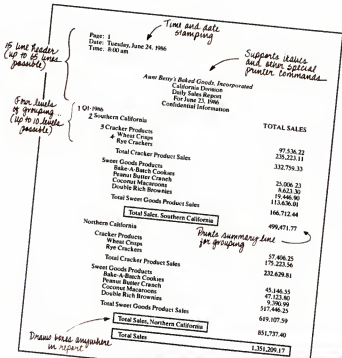 Time and date
stamping
15 line header
(up to 65 lines
possible)
Page: 1
Date: Tuesday, June 24, 1986
Time: 8:00 am
Supports italics
and other special
printer commands
Aunt Betsy's Baked Goods, Incorporated
California Division
Daily Sales Report
For June 23, 1986
Confidential Information
Four levels
of grouping
(up to 10 levels
possible)
TOTAL SALES
1 Q1-1986
2 Southern California
3 Cracker Products
4 Wheat Crisps 97,536.22
Rye Crackers 235,223.11
Total Cracker Product Sales 332,759.33
Sweet Goods Products
Bake-A-Batch Cookies 25,006.23
Peanut Butter Cranch 8,623.30
Coconut Macaroons 19,446.90
Double Rich Brownies 113,636.01
Total Sweet Goods Product Sales 166,712.44
Total Sales, Southern California 499,471.77
Prints summary line
for grouping
Northern California
Cracker Products
Wheat Crisps 57,406.25
Rye Crackers 175,223.56
Total Cracker Product Sales 232,629.81
Sweet Goods Products
Bake-A-Batch Cookies 45,146.55
Peanut Butter Cranch 47,123.80
Coconut Macaroons 9,390.99
Double Rich Brownies 517,446.25
Total Sweet Goods Product Sales 619,107.59
Total Sales, Northern California 851,737.40
Draws boxes anywhere
in report
Total Sales 1,351,209.17